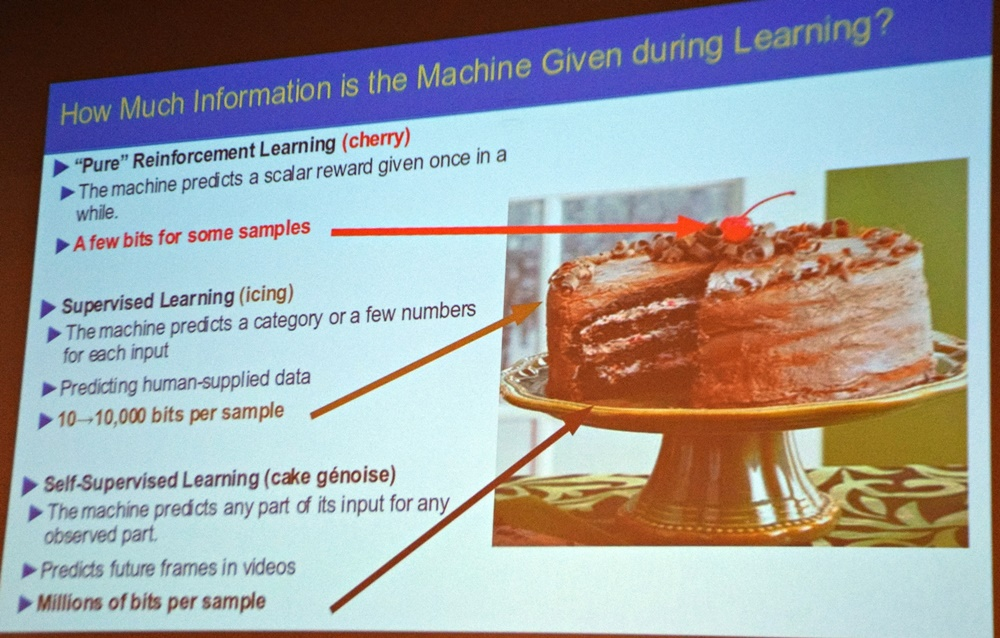 How Much Information is the Machine Given during Learning?
"Pure" Reinforcement Learning (cherry)
The machine predicts a scalar reward given once in a
while.
A few bits for some samples
Supervised Learning (icing)
The machine predicts a category or a few numbers
for each input
Predicting human-supplied data
10→10,000 bits per sample
Self-Supervised Learning (cake génoise)
The machine predicts any part of its input for any
observed part.
Predicts future frames in videos
Millions of bits per sample